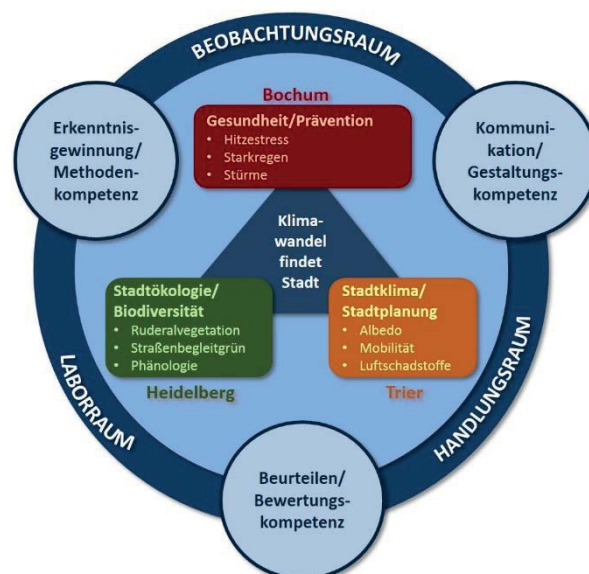 BEOBACHTUNGSRAUM
Bochum
Gesundheit/Prävention
• Hitzestress
• Starkregen
• Stürme
Erkenntnis-
gewinnung/
Methoden-
kompetenz
Kommuni-
kation/
Gestaltungs-
kompetenz
Klima-
wandel
findet
Stadt
Stadtökologie/
Biodiversität
• Ruderalvegetation
• Straßenbegleitgrün
• Phänologie
Heidelberg
Stadtklima/
Stadtplanung
• Albedo
• Mobilität
• Luftschadstoffe
Trier
LABORRAUM
HANDLUNGSRAUM
Beurteilen/
Bewertungs-
kompetenz